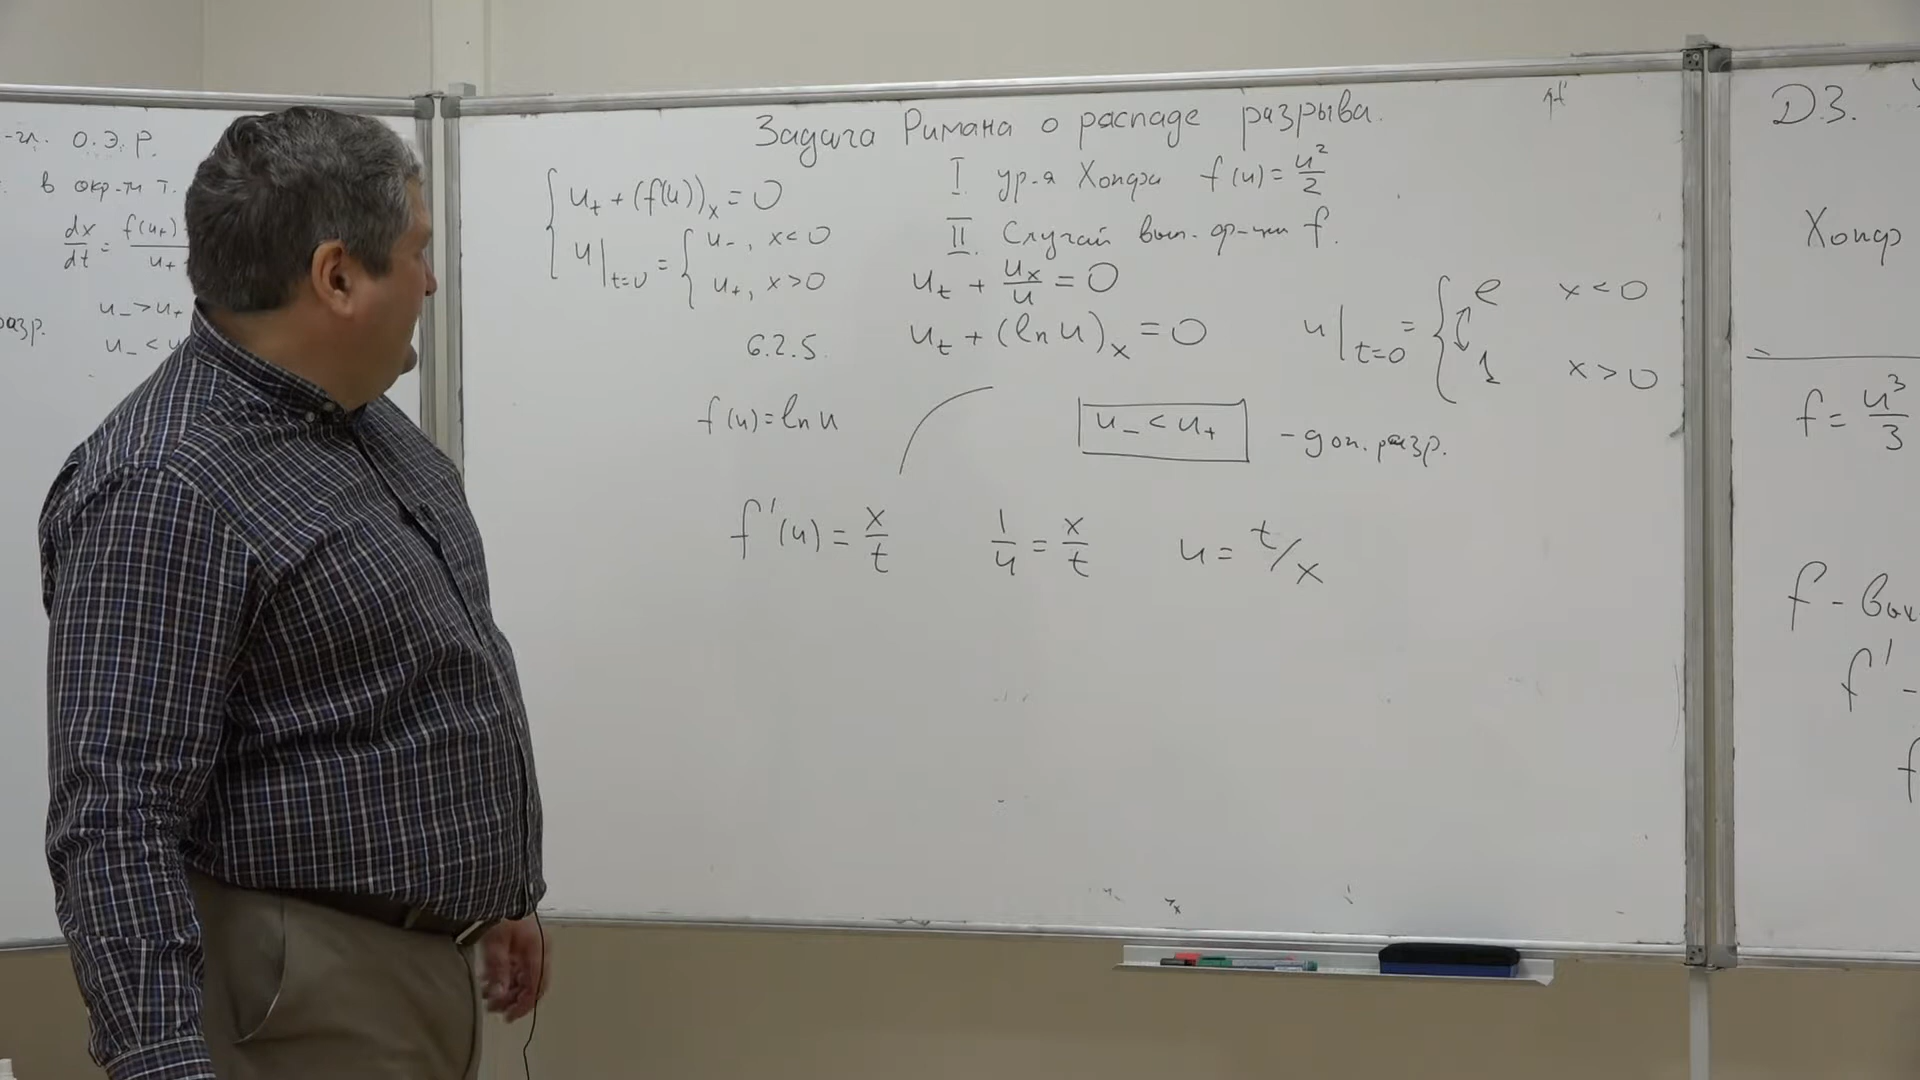 -гл. О.Э.Р.
в окр-ти т.
dx/dt = f(u₊)
u₊
u₋ > u₊
разр.
u₋ < u
Задача Римана о распаде разрыва.
{ u_t + (f(u))_x = 0
u|_{t=0} = { u₋, x<0
u₊, x>0
I ур-я Хопфа f(u) = u²/2
II. Случай вып. ф-ции f.
u_t + u_x/u = 0
6.2.5.
u_t + (ln u)_x = 0
u|_{t=0} = { e x < 0
1 x > 0
f(u) = ln u
u₋ < u₊ - доп. разр.
f'(u) = x/t 1/u = x/t u = t/x
Д.З.
Хопф
f = u³/3
f - вып
f' -
f